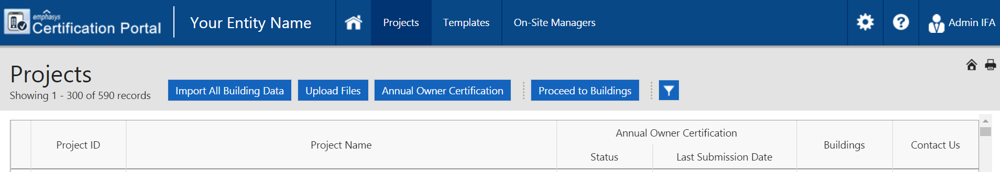 emphasys
Certification Portal
Your Entity Name
Projects
Templates
On-Site Managers
?
Admin IFA
Projects
Showing 1 - 300 of 590 records
Import All Building Data
Upload Files
Annual Owner Certification
Proceed to Buildings
Project ID
Project Name
Annual Owner Certification
Status
Last Submission Date
Buildings
Contact Us